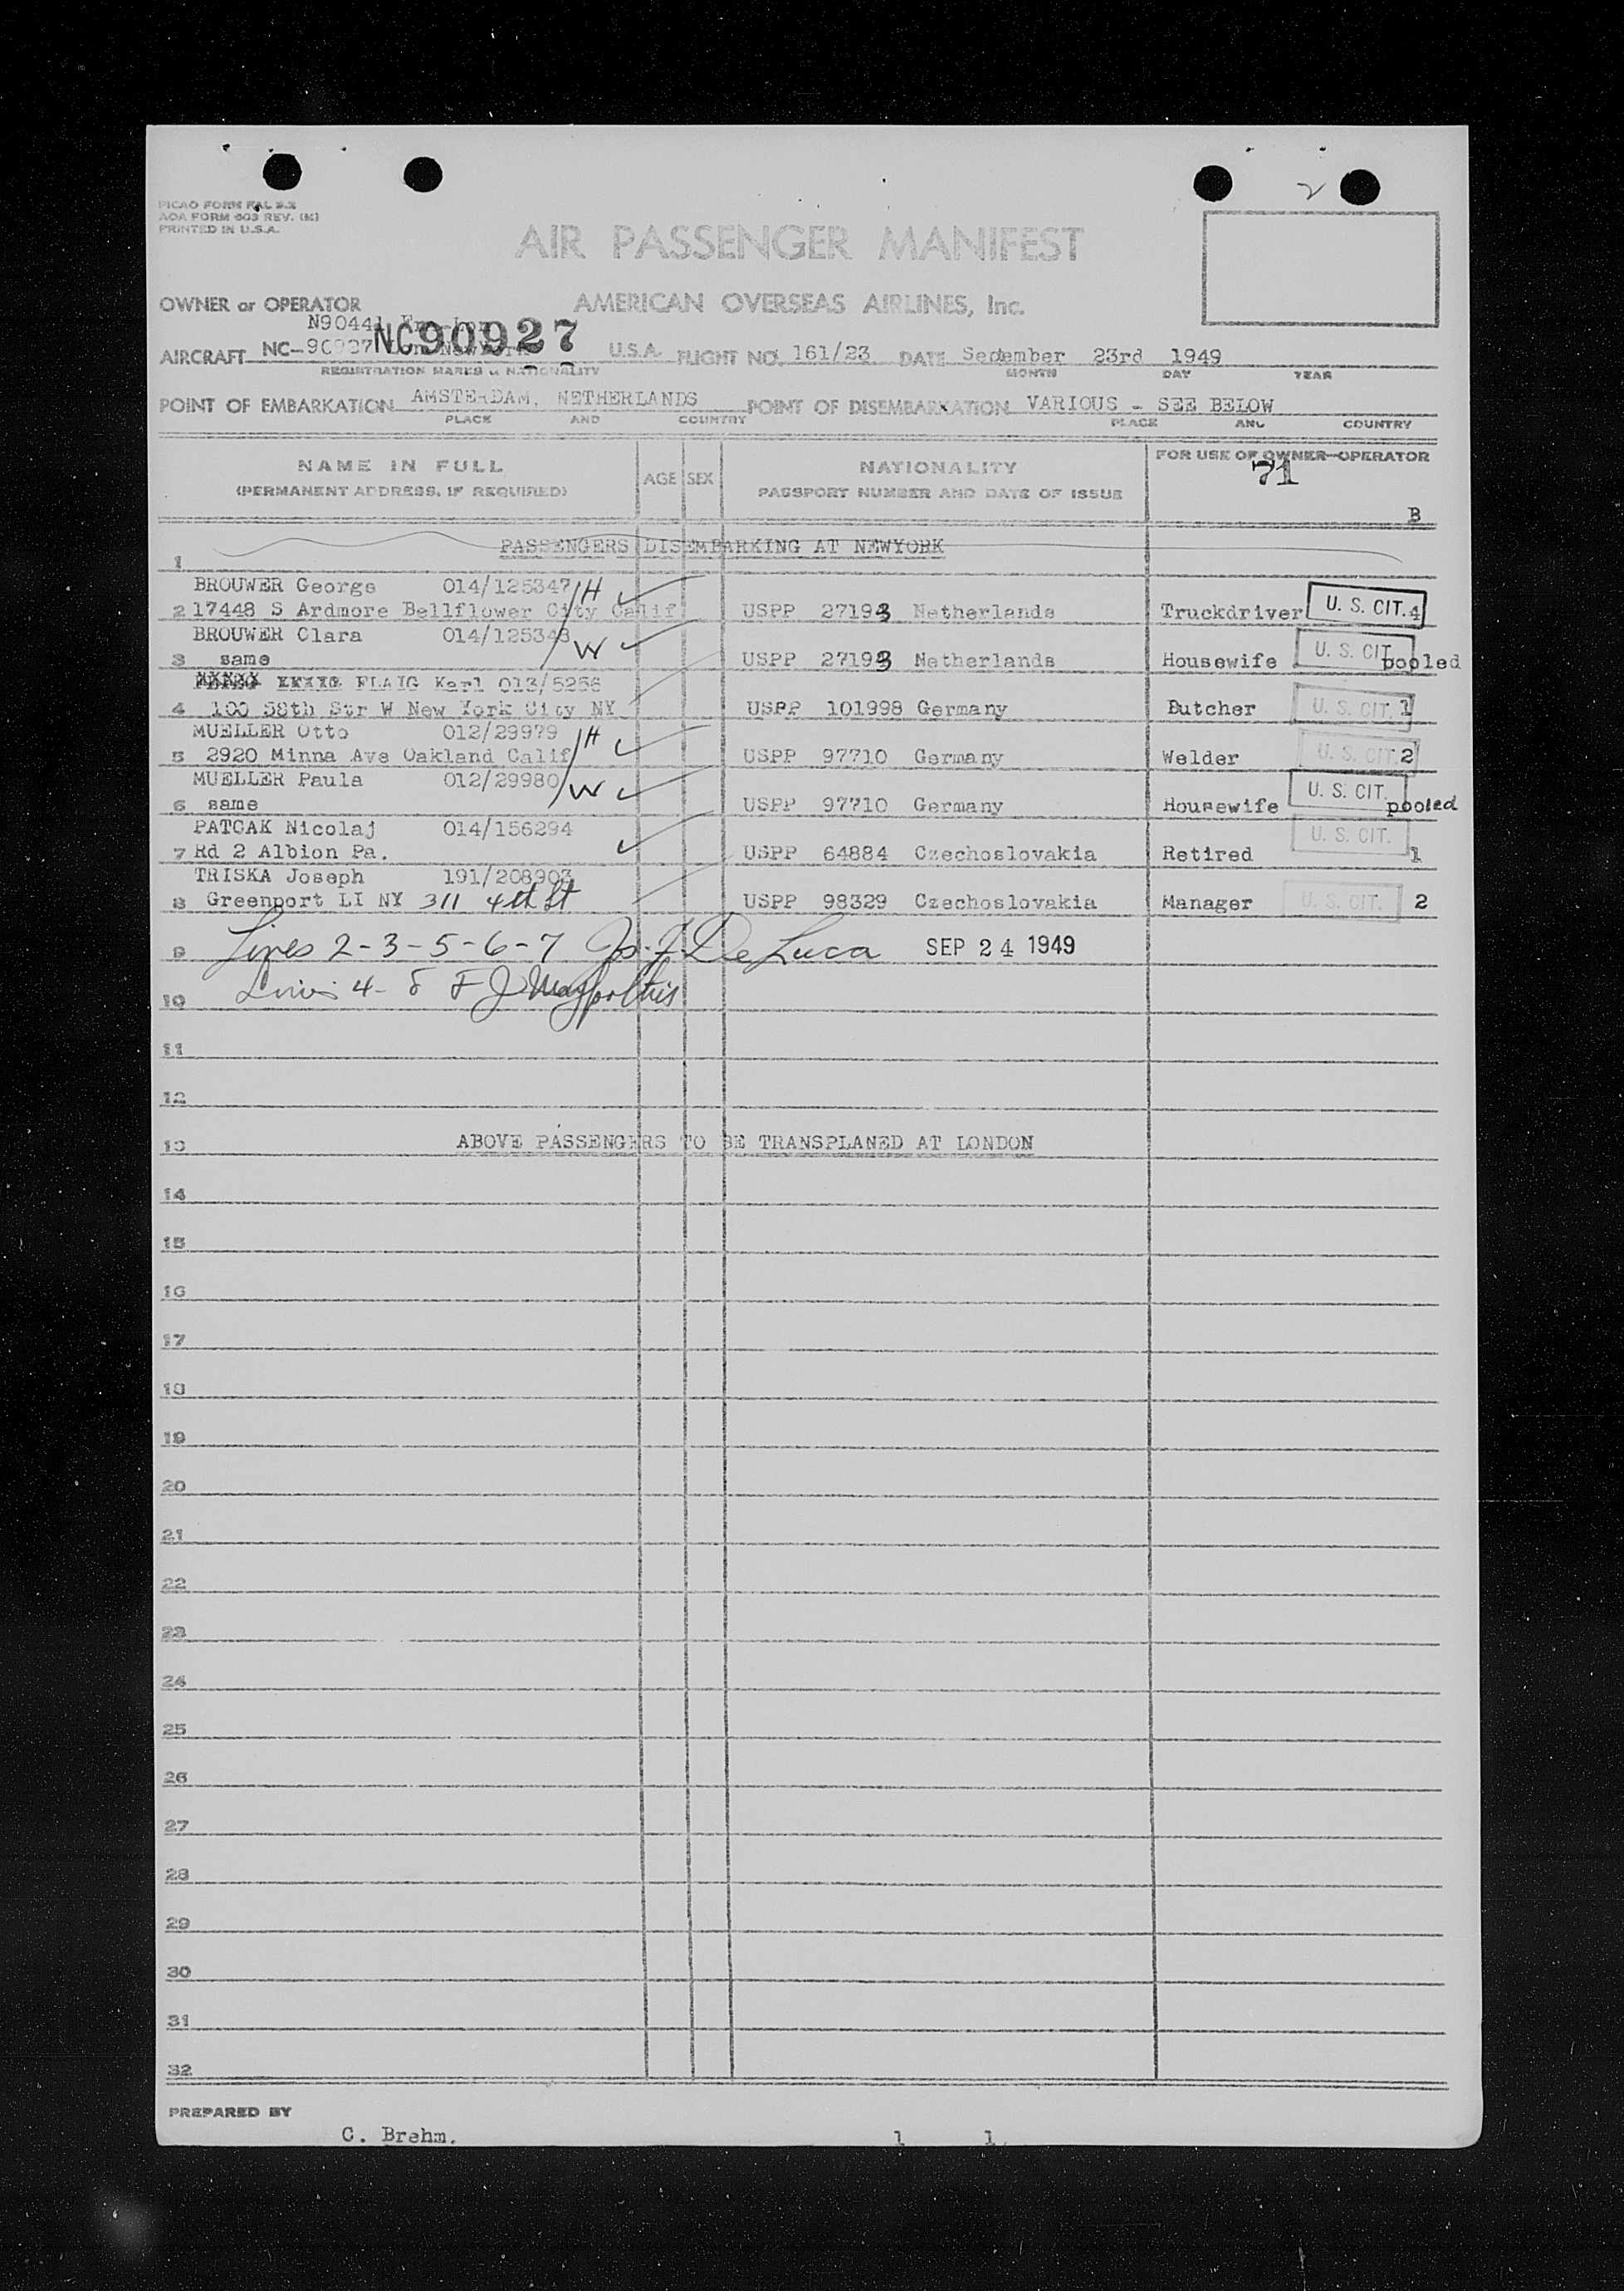 2
PICAO FORM FAL 2.2
AOA FORM 603 REV. (M)
PRINTED IN U.S.A.
AIR PASSENGER MANIFEST
OWNER or OPERATOR AMERICAN OVERSEAS AIRLINES, Inc.
N90441
AIRCRAFT NC-90927 NC90927 U.S.A. FLIGHT NO. 161/23 DATE September 23rd 1949
REGISTRATION MARKS & NATIONALITY MONTH DAY YEAR
POINT OF EMBARKATION AMSTERDAM, NETHERLANDS POINT OF DISEMBARKATION VARIOUS - SEE BELOW
PLACE AND COUNTRY PLACE AND COUNTRY
NAME IN FULL
(PERMANENT ADDRESS, IF REQUIRED)
AGE SEX
NATIONALITY
PASSPORT NUMBER AND DATE OF ISSUE
FOR USE OF OWNER-OPERATOR
71
B
1 PASSENGERS DISEMBARKING AT NEWYORK
BROUWER George 014/125347 H
2 17448 S Ardmore Bellflower City Calif USPP 27193 Netherlands Truckdriver U. S. CIT. 4
BROUWER Clara 014/125348 W
3 same USPP 27193 Netherlands Housewife U. S. CIT. pooled
FLAIG Karl 013/5256
4 100 58th Str W New York City NY USPP 101998 Germany Butcher U. S. CIT. 1
MUELLER Otto 012/29979 H
5 2920 Minna Ave Oakland Calif USPP 97710 Germany Welder U. S. CIT. 2
MUELLER Paula 012/29980 W
6 same USPP 97710 Germany Housewife U. S. CIT. pooled
PATCAK Nicolaj 014/156294
7 Rd 2 Albion Pa. USPP 64884 Czechoslovakia Retired U. S. CIT. 1
TRISKA Joseph 191/208903
8 Greenport LI NY 311 4th St USPP 98329 Czechoslovakia Manager U. S. CIT. 2
9 Lines 2-3-5-6-7 Jos. J. De Luca SEP 24 1949
10 Lines 4-8 F J
11
12
13 ABOVE PASSENGERS TO BE TRANSPLANED AT LONDON
14
15
16
17
18
19
20
21
22
23
24
25
26
27
28
29
30
31
32
PREPARED BY
C. Brehm. 1 1